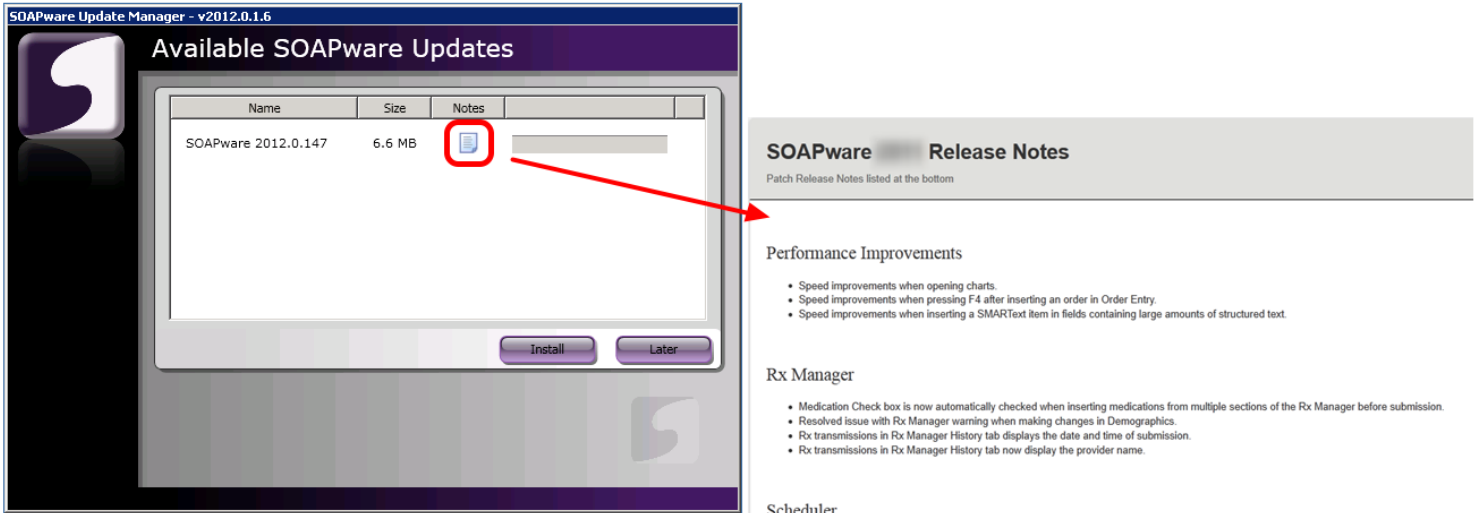 SOAPware Update Manager - v2012.0.1.6
Available SOAPware Updates
Name Size Notes
SOAPware 2012.0.147 6.6 MB
Install Later
SOAPware Release Notes
Patch Release Notes listed at the bottom
Performance Improvements
• Speed improvements when opening charts.
• Speed improvements when pressing F4 after inserting an order in Order Entry.
• Speed improvements when inserting a SMARText item in fields containing large amounts of structured text.
Rx Manager
• Medication Check box is now automatically checked when inserting medications from multiple sections of the Rx Manager before submission.
• Resolved issue with Rx Manager warning when making changes in Demographics.
• Rx transmissions in Rx Manager History tab displays the date and time of submission.
• Rx transmissions in Rx Manager History tab now display the provider name.
Scheduler